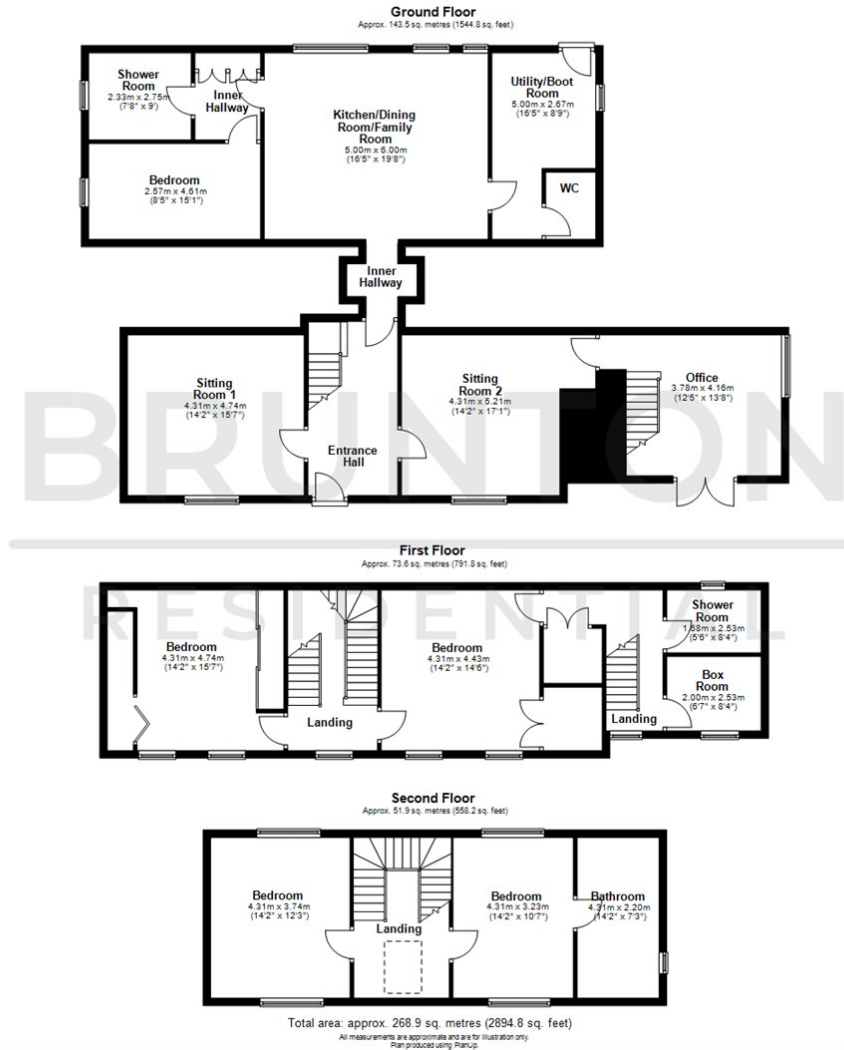 Ground Floor
Approx. 143.5 sq. metres (1544.8 sq. feet)
Shower
Room
2.33m x 2.75m
(7'8" x 9')
Inner
Hallway
Kitchen/Dining
Room/Family
Room
5.00m x 6.00m
(16'5" x 19'8")
Utility/Boot
Room
5.00m x 2.67m
(16'5" x 8'9")
Bedroom
2.57m x 4.61m
(8'5" x 15'1")
WC
Inner
Hallway
Sitting
Room 1
4.31m x 4.74m
(14'2" x 15'7")
Entrance
Hall
Sitting
Room 2
4.31m x 5.21m
(14'2" x 17'1")
Office
3.78m x 4.16m
(12'5" x 13'8")
BRUNTON
RESIDENTIAL
First Floor
Approx. 73.6 sq. metres (791.8 sq. feet)
Bedroom
4.31m x 4.74m
(14'2" x 15'7")
Landing
Bedroom
4.31m x 4.43m
(14'2" x 14'6")
Landing
Shower
Room
1.68m x 2.53m
(5'6" x 8'4")
Box
Room
2.00m x 2.53m
(6'7" x 8'4")
Second Floor
Approx. 51.9 sq. metres (558.2 sq. feet)
Bedroom
4.31m x 3.74m
(14'2" x 12'3")
Landing
Bedroom
4.31m x 3.23m
(14'2" x 10'7")
Bathroom
4.31m x 2.20m
(14'2" x 7'3")
Total area: approx. 268.9 sq. metres (2894.8 sq. feet)
All measurements are approximate and are for illustration only.
Plan produced using PlanUp.